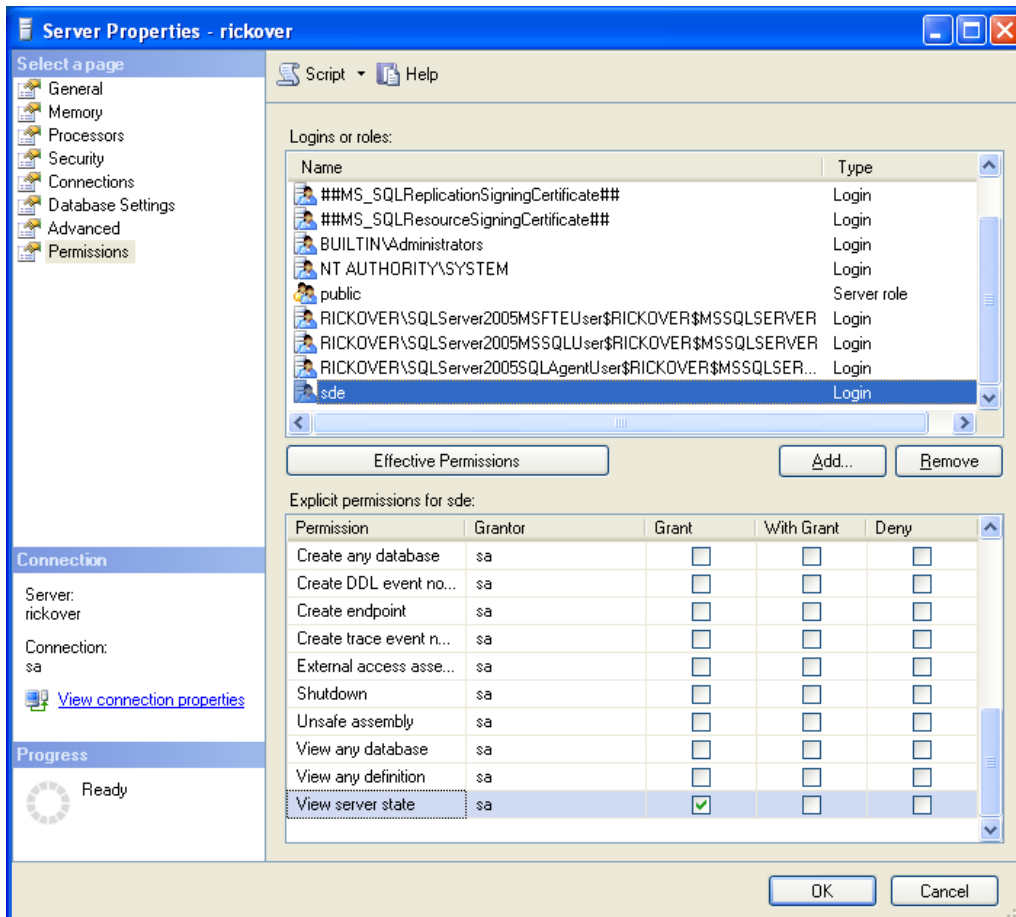 Server Properties - rickover
Select a page
General
Memory
Processors
Security
Connections
Database Settings
Advanced
Permissions
Connection
Server:
rickover
Connection:
sa
View connection properties
Progress
Ready
Script Help
Logins or roles:
Name Type
##MS_SQLReplicationSigningCertificate## Login
##MS_SQLResourceSigningCertificate## Login
BUILTIN\Administrators Login
NT AUTHORITY\SYSTEM Login
public Server role
RICKOVER\SQLServer2005MSFTEUser$RICKOVER$MSSQLSERVER Login
RICKOVER\SQLServer2005MSSQLUser$RICKOVER$MSSQLSERVER Login
RICKOVER\SQLServer2005SQLAgentUser$RICKOVER$MSSQLSER... Login
sde Login
Effective Permissions Add... Remove
Explicit permissions for sde:
Permission Grantor Grant With Grant Deny
Create any database sa
Create DDL event no... sa
Create endpoint sa
Create trace event n... sa
External access asse... sa
Shutdown sa
Unsafe assembly sa
View any database sa
View any definition sa
View server state sa
OK Cancel